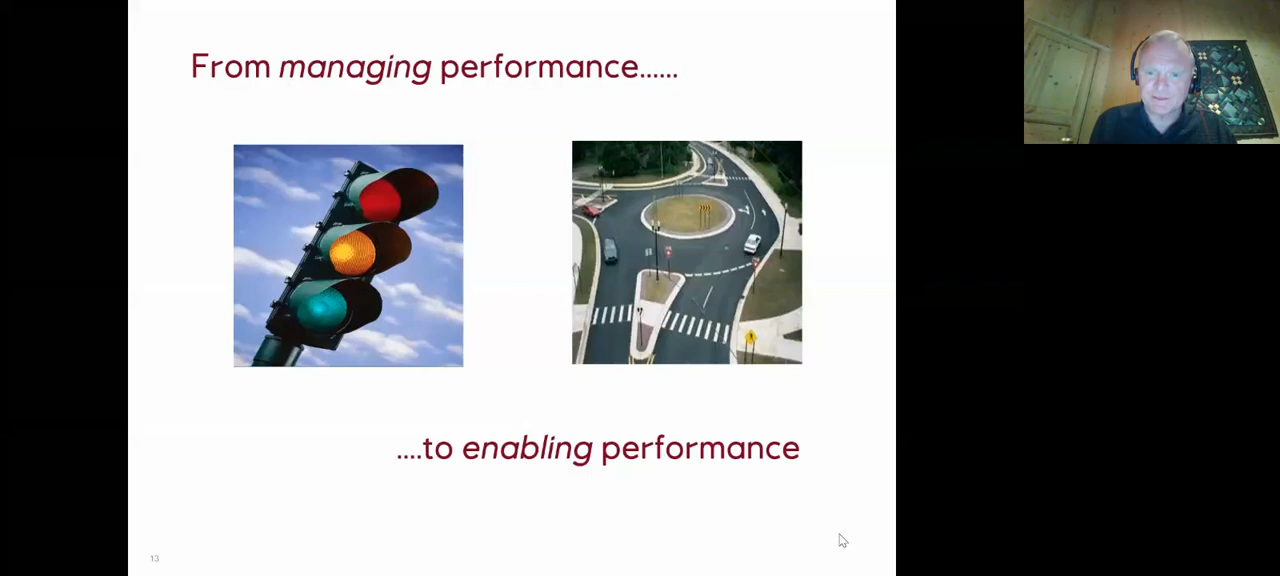 From managing performance......
....to enabling performance
13